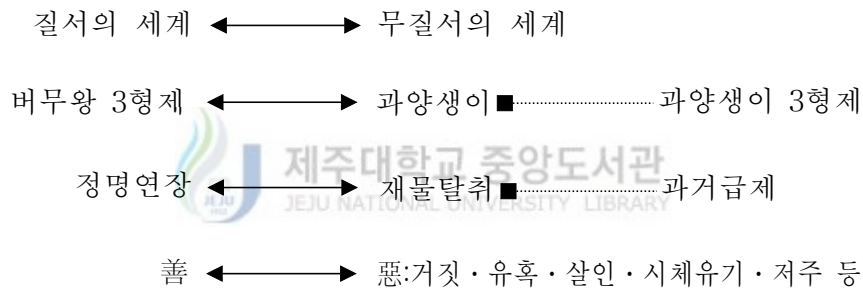 질서의 세계 ◄──► 무질서의 세계
버무왕 3형제 ◄──► 과양생이 ■┈┈ 과양생이 3형제
제주대학교 중앙도서관
정명연장 ◄──► 재물탈취 ■┈┈ 과거급제
JEJU NATIONAL UNIVERSITY LIBRARY
JEJU
1952
善 ◄──► 惡:거짓·유혹·살인·시체유기·저주 등